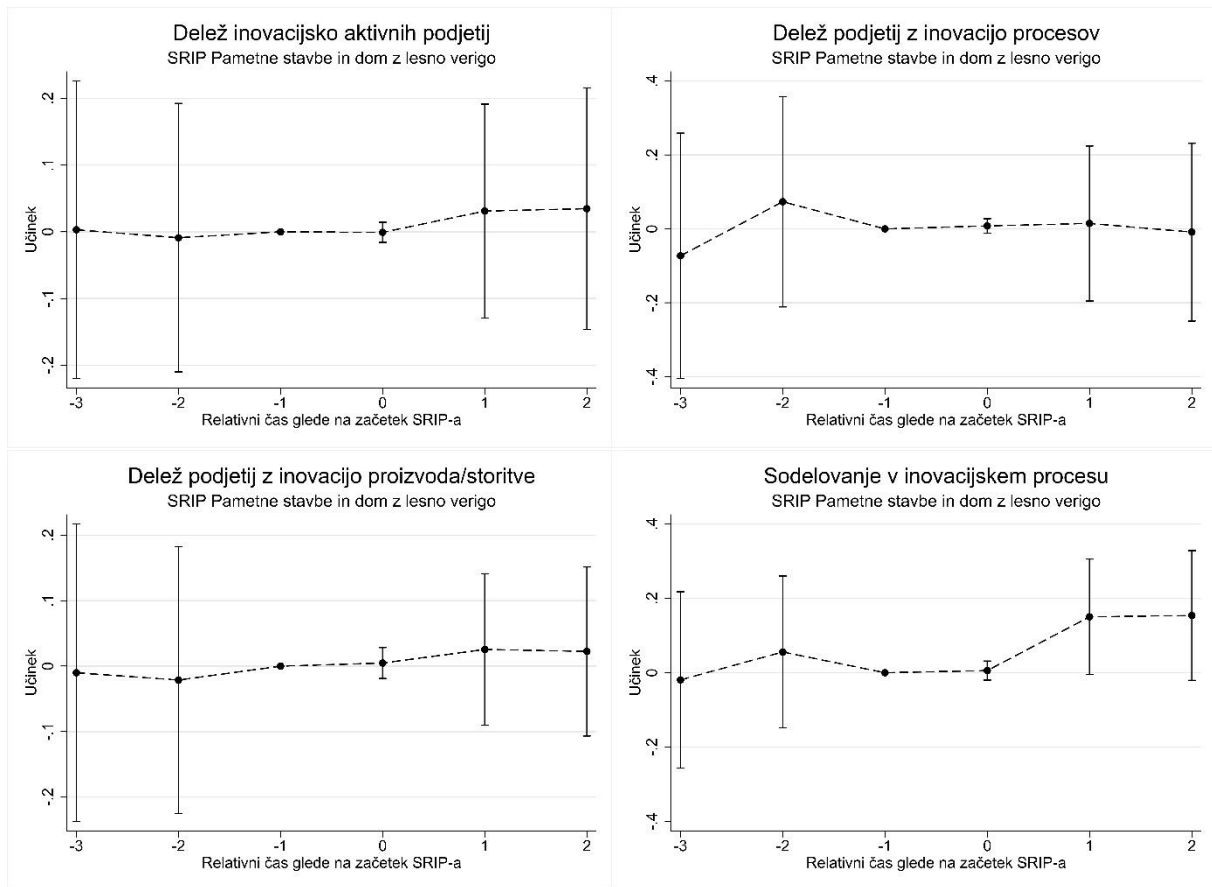 Delež inovacijsko aktivnih podjetij
SRIP Pametne stavbe in dom z lesno verigo
Učinek
.2
.1
0
-.1
-.2
-3 -2 -1 0 1 2
Relativni čas glede na začetek SRIP-a
Delež podjetij z inovacijo procesov
SRIP Pametne stavbe in dom z lesno verigo
Učinek
.4
.2
0
-.2
-.4
-3 -2 -1 0 1 2
Relativni čas glede na začetek SRIP-a
Delež podjetij z inovacijo proizvoda/storitve
SRIP Pametne stavbe in dom z lesno verigo
Učinek
.2
.1
0
-.1
-.2
-3 -2 -1 0 1 2
Relativni čas glede na začetek SRIP-a
Sodelovanje v inovacijskem procesu
SRIP Pametne stavbe in dom z lesno verigo
Učinek
.4
.2
0
-.2
-.4
-3 -2 -1 0 1 2
Relativni čas glede na začetek SRIP-a